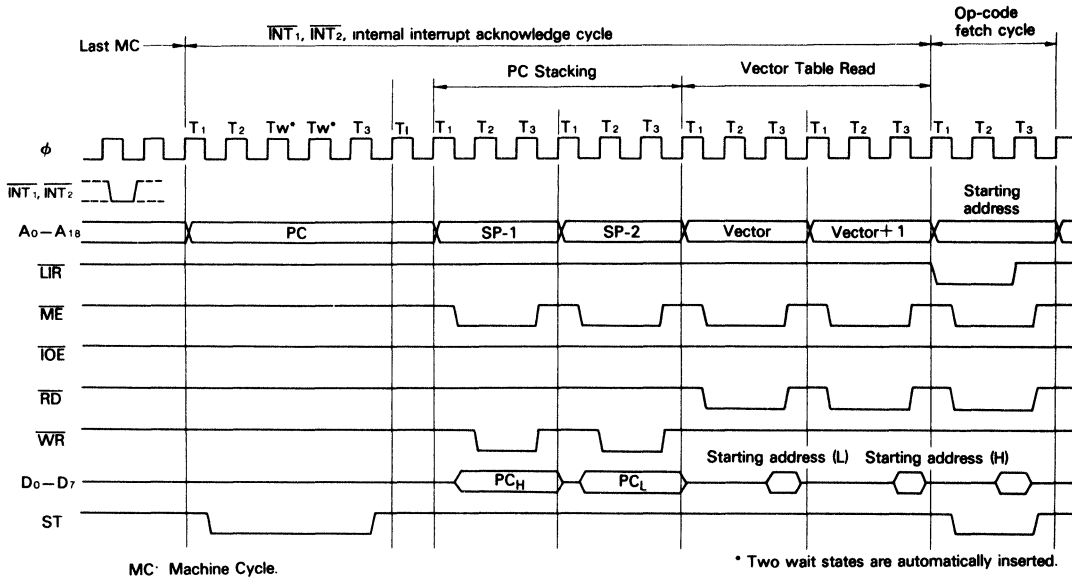 Last MC
INT1, INT2, internal interrupt acknowledge cycle
Op-code
fetch cycle
PC Stacking
Vector Table Read
T1 T2 Tw* Tw* T3 TI T1 T2 T3 T1 T2 T3 T1 T2 T3 T1 T2 T3 T1 T2 T3
φ
INT1, INT2
Starting
address
A0–A18 PC SP-1 SP-2 Vector Vector+1
LIR
ME
IOE
RD
WR
Starting address (L) Starting address (H)
D0–D7 PCH PCL
ST
MC· Machine Cycle.
* Two wait states are automatically inserted.